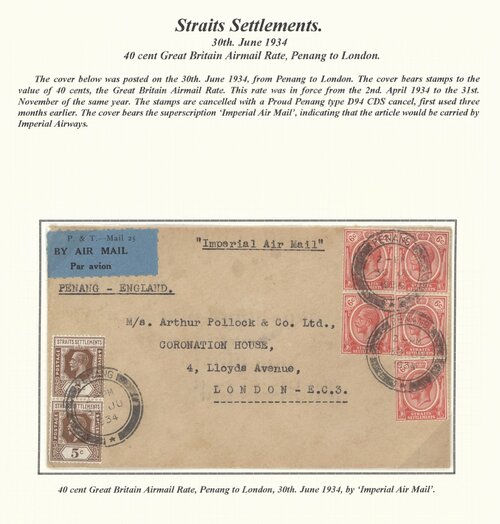 Straits Settlements.
30th. June 1934
40 cent Great Britain Airmail Rate, Penang to London.
The cover below was posted on the 30th. June 1934, from Penang to London. The cover bears stamps to the
value of 40 cents, the Great Britain Airmail Rate. This rate was in force from the 2nd. April 1934 to the 31st.
November of the same year. The stamps are cancelled with a Proud Penang type D94 CDS cancel, first used three
months earlier. The cover bears the superscription ‘Imperial Air Mail’, indicating that the article would be carried by
Imperial Airways.
P. & T.—Mail 25
BY AIR MAIL
Par avion
"Imperial Air Mail"
PENANG - ENGLAND.
M/s. Arthur Pollock & Co. Ltd.,
CORONATION HOUSE,
4, Lloyds Avenue,
LONDON - E.C.3.
STRAITS SETTLEMENTS
5c
PENANG
JU
34
STRAITS
SETTLEMENTS
40 cent Great Britain Airmail Rate, Penang to London, 30th. June 1934, by ‘Imperial Air Mail’.